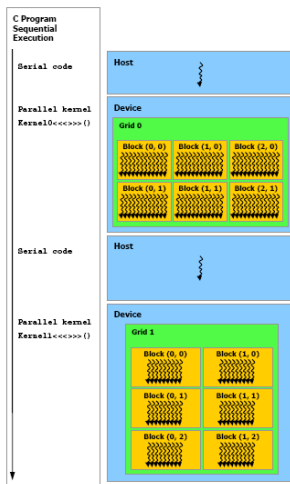 C Program
Sequential
Execution
Serial code
Host
Parallel kernel
Kernel0<<<>>>()
Device
Grid 0
Block (0, 0) Block (1, 0) Block (2, 0)
Block (0, 1) Block (1, 1) Block (2, 1)
Serial code
Host
Parallel kernel
Kernel1<<<>>>()
Device
Grid 1
Block (0, 0) Block (1, 0)
Block (0, 1) Block (1, 1)
Block (0, 2) Block (1, 2)